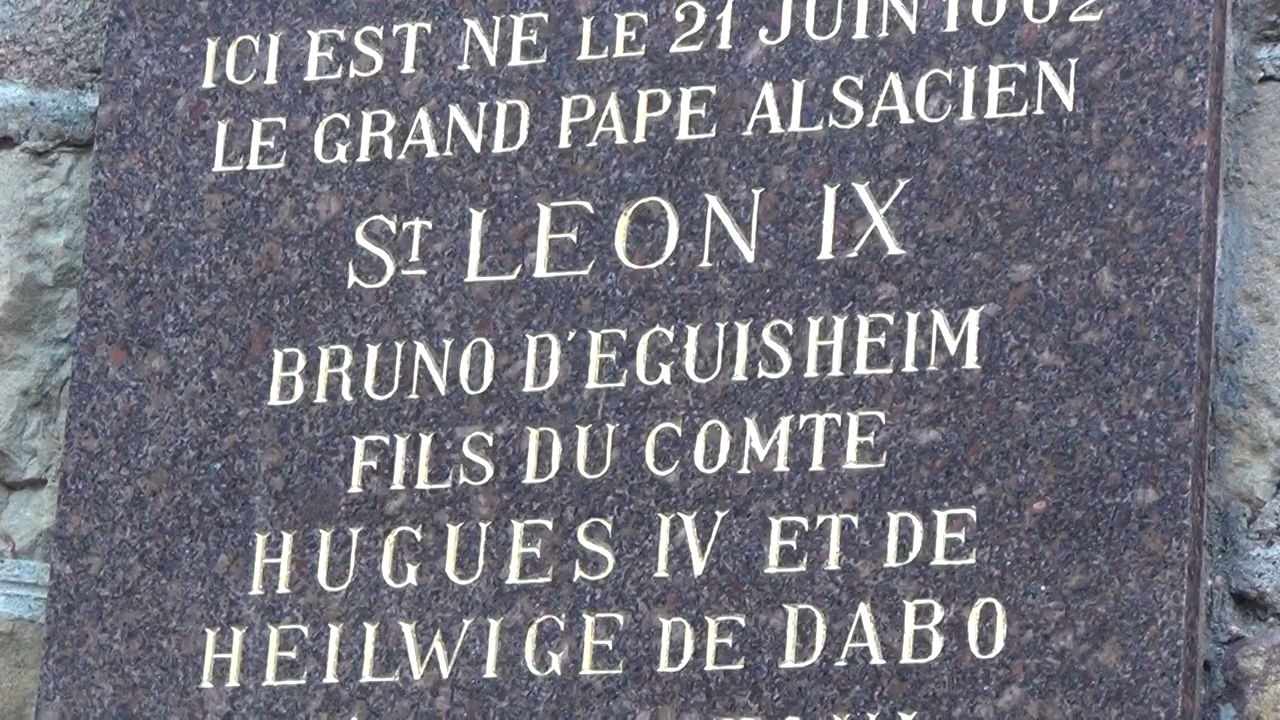 ICI EST NÉ LE 21 JUIN 1002
LE GRAND PAPE ALSACIEN
ST LEON IX
BRUNO D'EGUISHEIM
FILS DU COMTE
HUGUES IV ET DE
HEILWIGE DE DABO